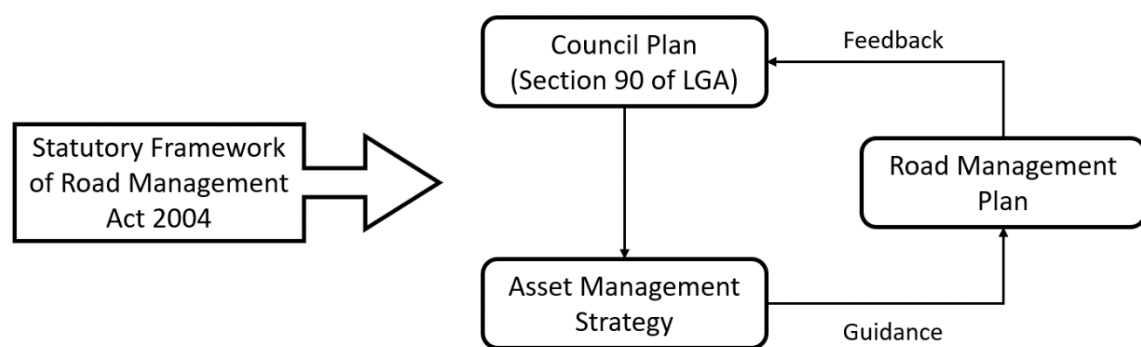 Statutory Framework
of Road Management
Act 2004
Council Plan
(Section 90 of LGA)
Feedback
Road Management
Plan
Asset Management
Strategy
Guidance